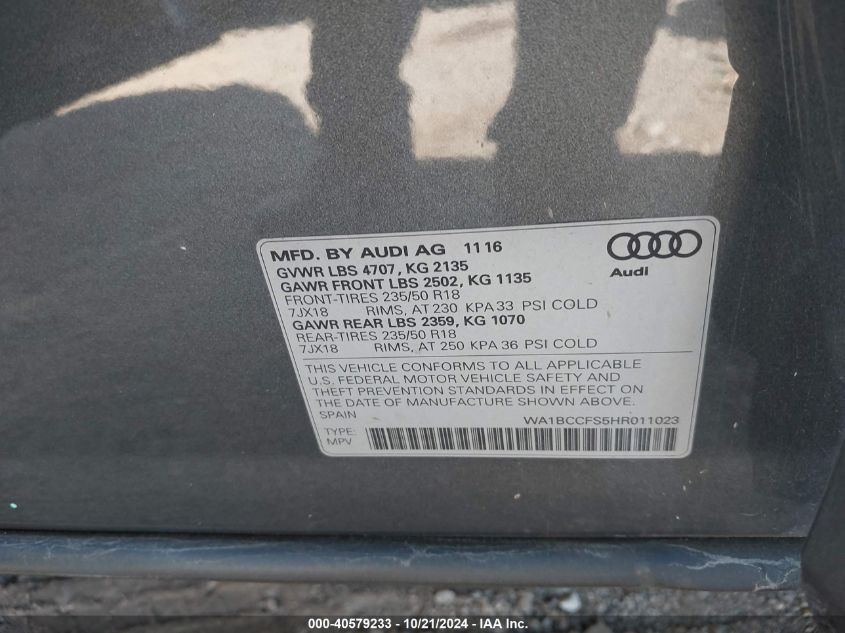 MFD. BY AUDI AG 11 16
GVWR LBS 4707, KG 2135
GAWR FRONT LBS 2502, KG 1135
FRONT-TIRES 235/50 R18
7JX18 RIMS, AT 230 KPA 33 PSI COLD
GAWR REAR LBS 2359, KG 1070
REAR-TIRES 235/50 R18
7JX18 RIMS, AT 250 KPA 36 PSI COLD
Audi
THIS VEHICLE CONFORMS TO ALL APPLICABLE
U.S. FEDERAL MOTOR VEHICLE SAFETY AND
THEFT PREVENTION STANDARDS IN EFFECT ON
THE DATE OF MANUFACTURE SHOWN ABOVE.
SPAIN WA1BCCFS5HR011023
TYPE:
MPV
000-40579233 - 10/21/2024 - © IAA Inc.